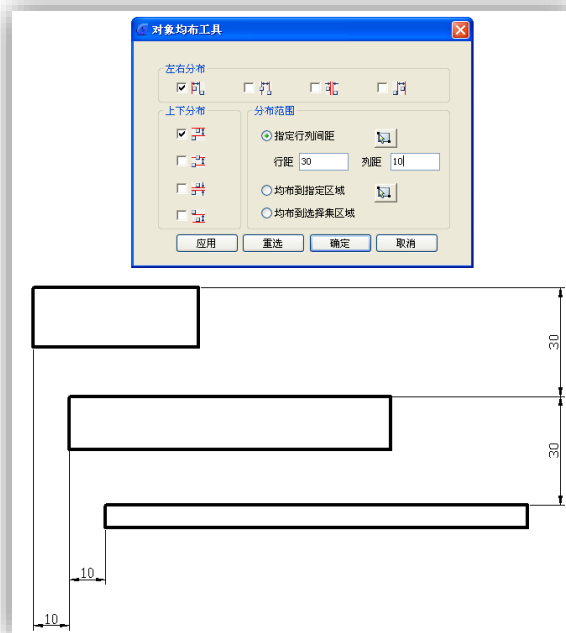 对象均布工具
左右分布
上下分布
分布范围
指定行列间距
行距 30 列距 10
均布到指定区域
均布到选择集区域
应用 重选 确定 取消
30
30
10
10